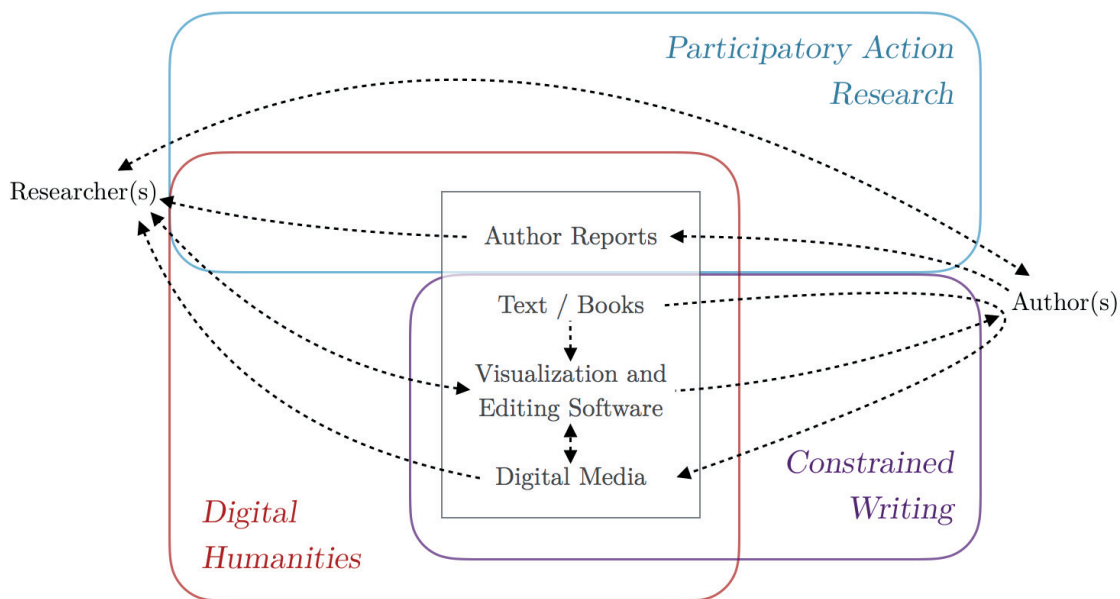 Participatory Action
Research
Researcher(s)
Author Reports
Text / Books
Author(s)
Visualization and
Editing Software
Digital Media
Constrained
Writing
Digital
Humanities